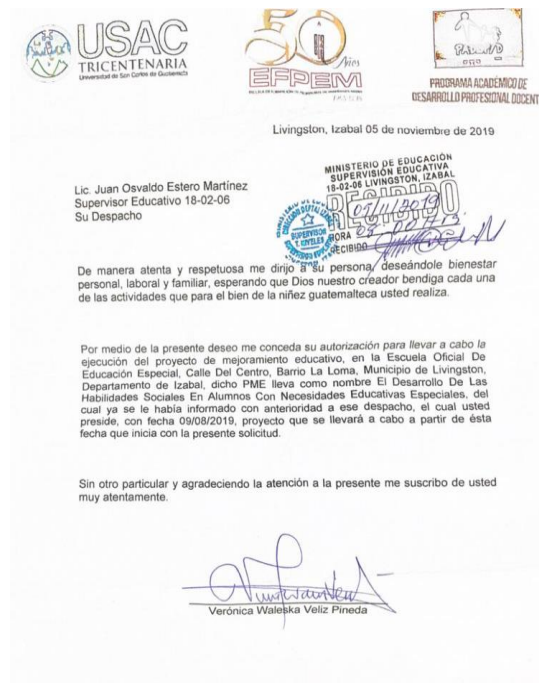 USAC
TRICENTENARIA
Universidad de San Carlos de Guatemala
50
Años
EFPEM
PROGRAMA ACADÉMICO DE
DESARROLLO PROFESIONAL DOCENT
Livingston, Izabal 05 de noviembre de 2019
MINISTERIO DE EDUCACIÓN
SUPERVISIÓN EDUCATIVA
18-02-06 LIVINGSTON, IZABAL
RECIBIDO
05/11/2019
HORA
RECIBIDO
SUPERVISOR
Lic. Juan Osvaldo Estero Martínez
Supervisor Educativo 18-02-06
Su Despacho
De manera atenta y respetuosa me dirijo a su persona, deseándole bienestar
personal, laboral y familiar, esperando que Dios nuestro creador bendiga cada una
de las actividades que para el bien de la niñez guatemalteca usted realiza.
Por medio de la presente deseo me conceda su autorización para llevar a cabo la
ejecución del proyecto de mejoramiento educativo, en la Escuela Oficial De
Educación Especial, Calle Del Centro, Barrio La Loma, Municipio de Livingston,
Departamento de Izabal, dicho PME lleva como nombre El Desarrollo De Las
Habilidades Sociales En Alumnos Con Necesidades Educativas Especiales, del
cual ya se le había informado con anterioridad a ese despacho, el cual usted
preside, con fecha 09/08/2019, proyecto que se llevará a cabo a partir de ésta
fecha que inicia con la presente solicitud.
Sin otro particular y agradeciendo la atención a la presente me suscribo de usted
muy atentamente.
Verónica Waleska Veliz Pineda